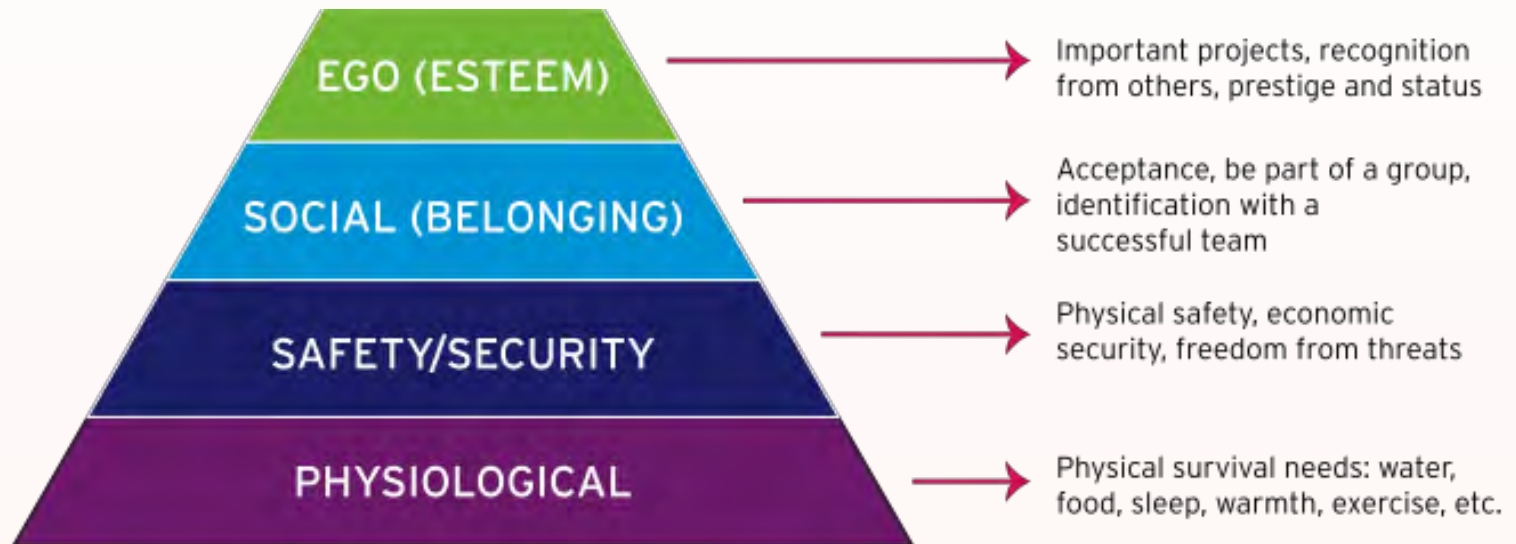 EGO (ESTEEM)
Important projects, recognition
from others, prestige and status
SOCIAL (BELONGING)
Acceptance, be part of a group,
identification with a
successful team
SAFETY/SECURITY
Physical safety, economic
security, freedom from threats
PHYSIOLOGICAL
Physical survival needs: water,
food, sleep, warmth, exercise, etc.